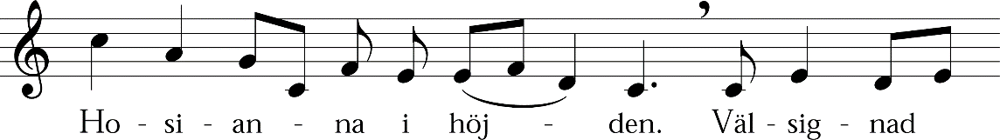 Ho - si - an - na i höj - den. Väl - sig - nad